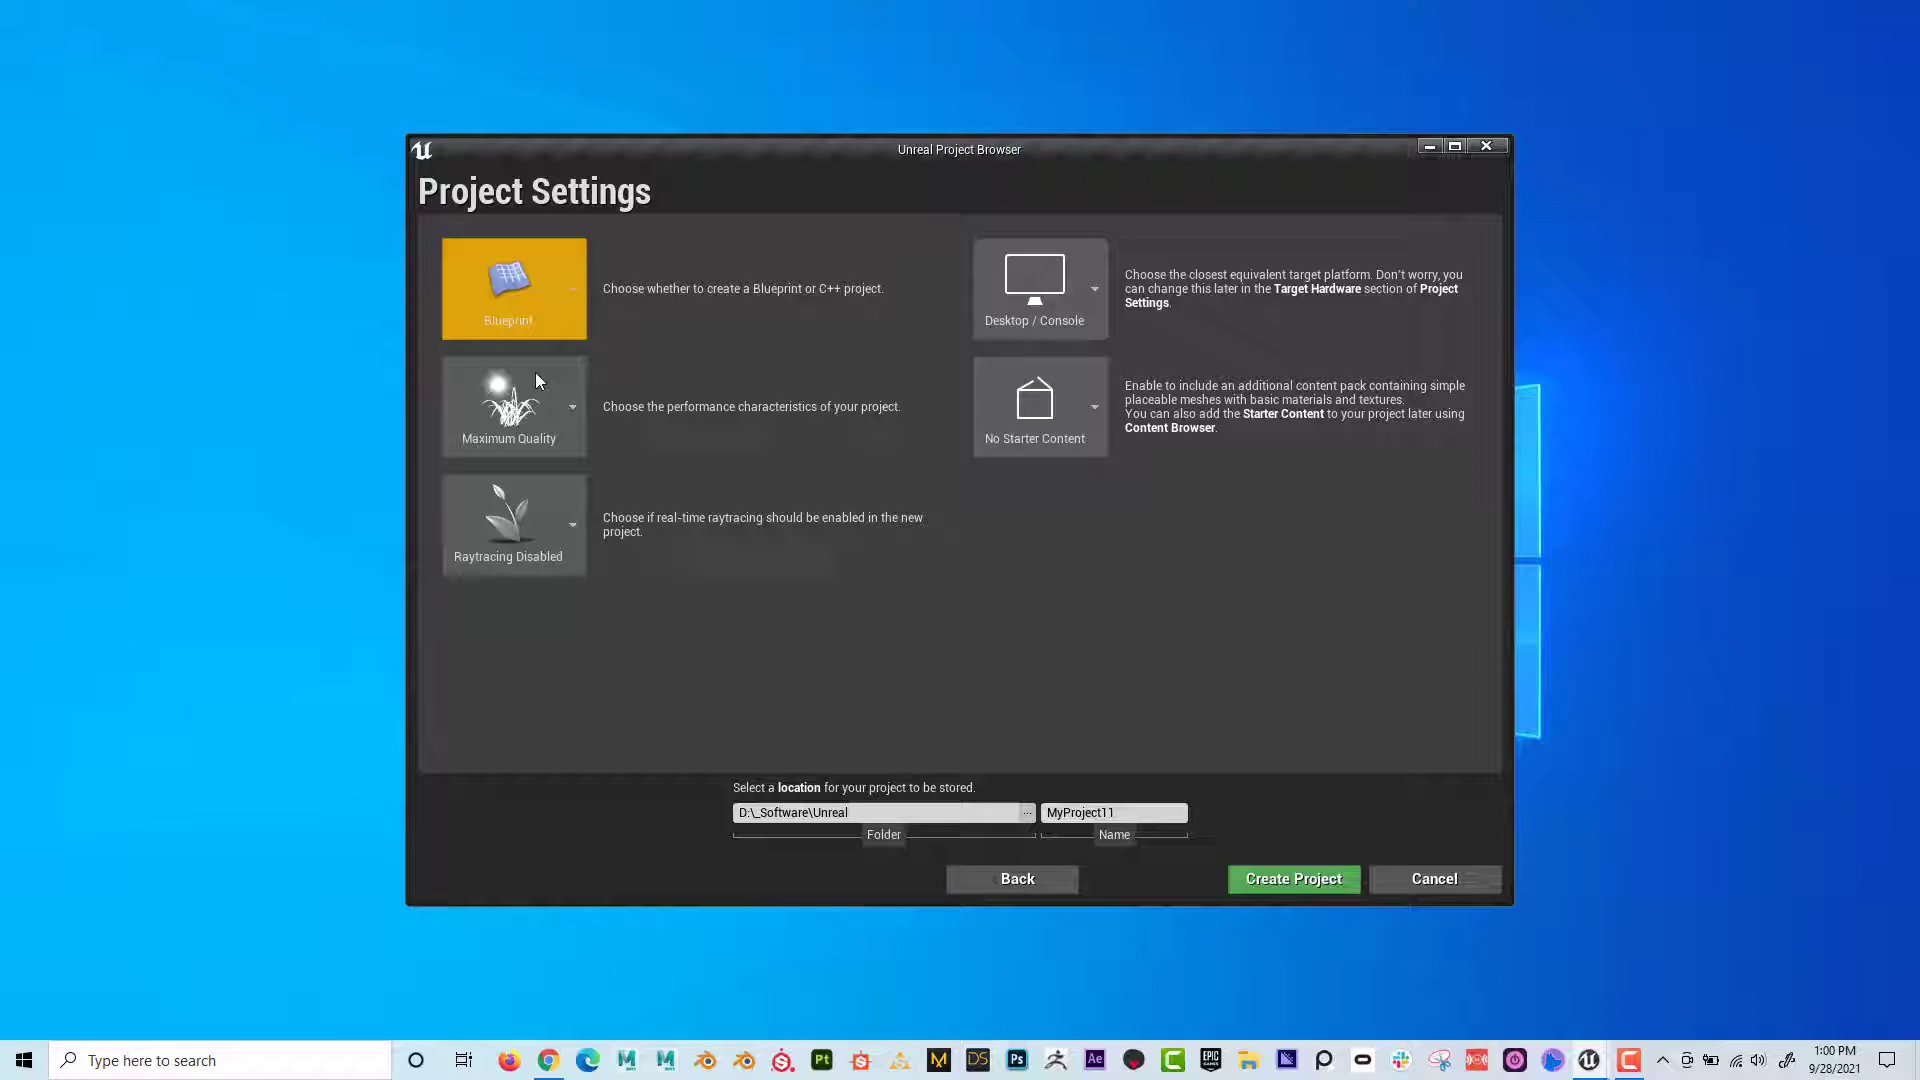 Unreal Project Browser
Project Settings
Blueprint
Choose whether to create a Blueprint or C++ project.
Desktop / Console
Choose the closest equivalent target platform. Don't worry, you
can change this later in the Target Hardware section of Project
Settings.
Maximum Quality
Choose the performance characteristics of your project.
No Starter Content
Enable to include an additional content pack containing simple
placeable meshes with basic materials and textures.
You can also add the Starter Content to your project later using
Content Browser.
Raytracing Disabled
Choose if real-time raytracing should be enabled in the new
project.
Select a location for your project to be stored.
D:\_Software\Unreal
...
MyProject11
Folder
Name
Back
Create Project
Cancel
Type here to search
Pt
M
DS
Ps
Ae
EPIC
GAMES
1:00 PM
9/28/2021